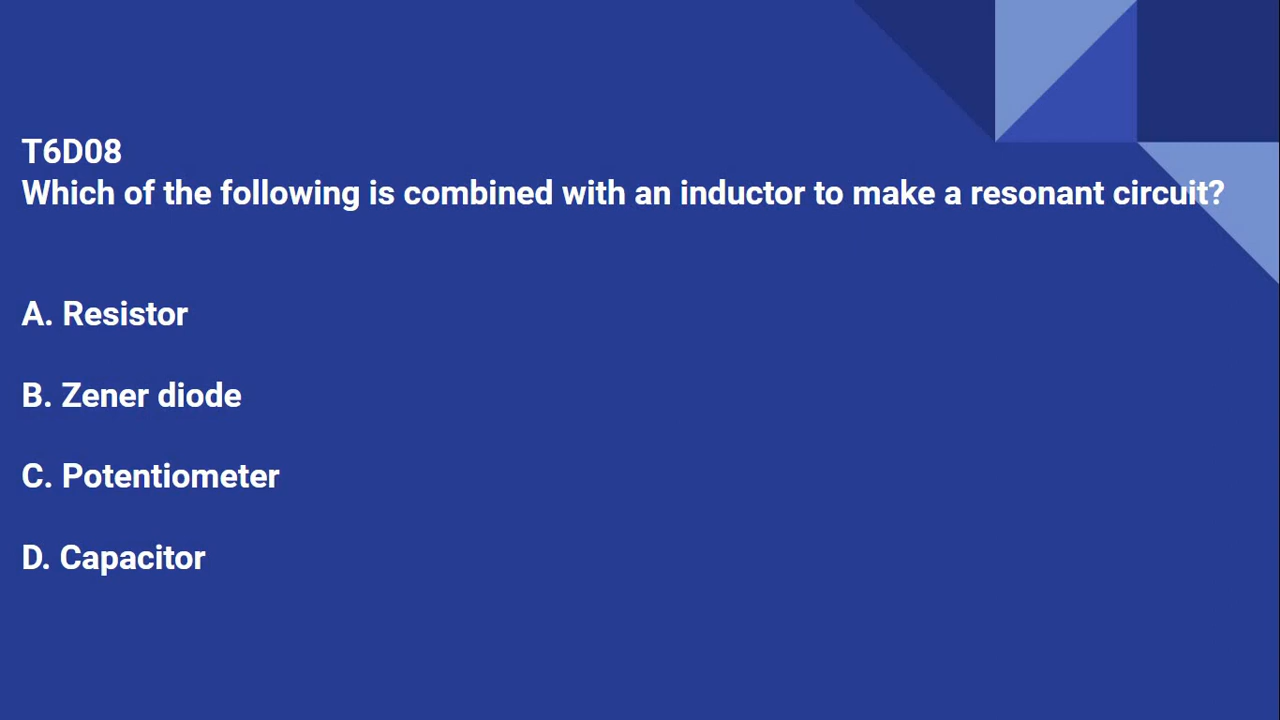 T6D08
Which of the following is combined with an inductor to make a resonant circuit?
A. Resistor
B. Zener diode
C. Potentiometer
D. Capacitor